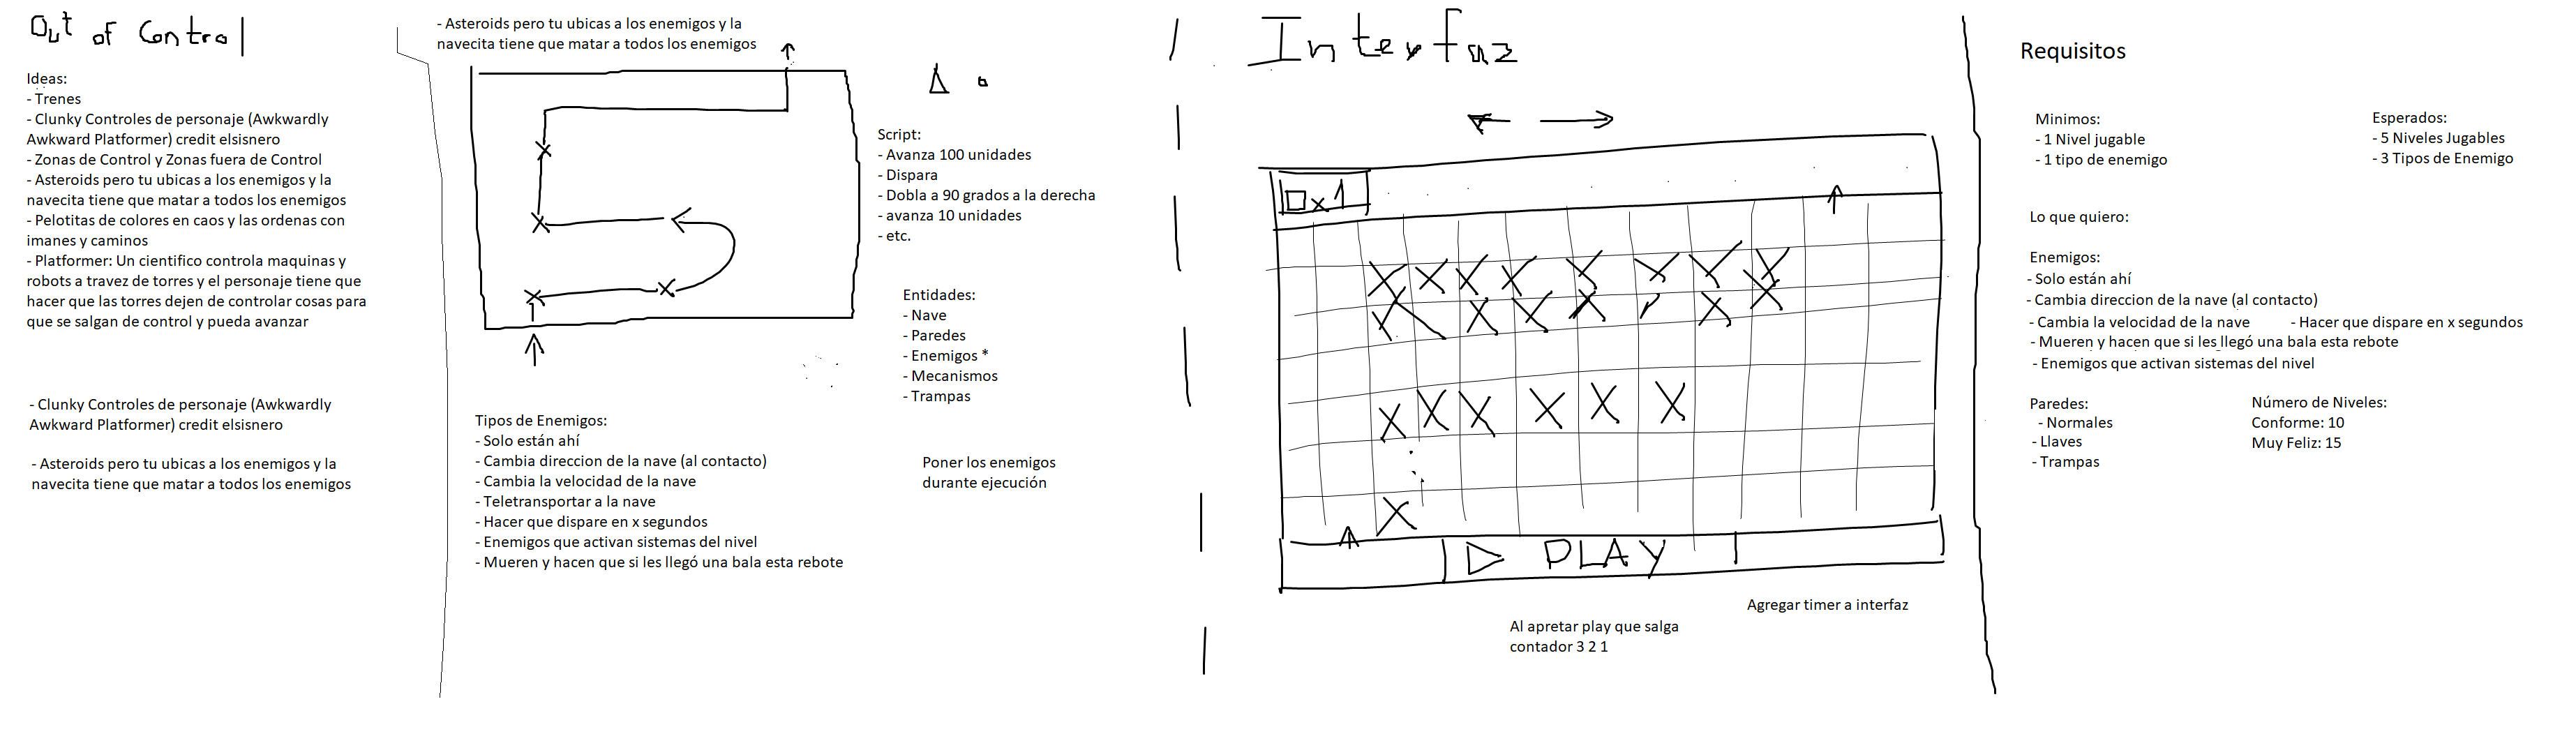 Out of Control
Ideas:
- Trenes
- Clunky Controles de personaje (Awkwardly
Awkward Platformer) credit elsisnero
- Zonas de Control y Zonas fuera de Control
- Asteroids pero tu ubicas a los enemigos y la
navecita tiene que matar a todos los enemigos
- Pelotitas de colores en caos y las ordenas con
imanes y caminos
- Platformer: Un cientifico controla maquinas y
robots a travez de torres y el personaje tiene que
hacer que las torres dejen de controlar cosas para
que se salgan de control y pueda avanzar
- Clunky Controles de personaje (Awkwardly
Awkward Platformer) credit elsisnero
- Asteroids pero tu ubicas a los enemigos y la
navecita tiene que matar a todos los enemigos
- Asteroids pero tu ubicas a los enemigos y la
navecita tiene que matar a todos los enemigos
Script:
- Avanza 100 unidades
- Dispara
- Dobla a 90 grados a la derecha
- avanza 10 unidades
- etc.
Entidades:
- Nave
- Paredes
- Enemigos *
- Mecanismos
- Trampas
Tipos de Enemigos:
- Solo están ahí
- Cambia direccion de la nave (al contacto)
- Cambia la velocidad de la nave
- Teletransportar a la nave
- Hacer que dispare en x segundos
- Enemigos que activan sistemas del nivel
- Mueren y hacen que si les llegó una bala esta rebote
Poner los enemigos
durante ejecución
Interfaz
x 1
PLAY
Agregar timer a interfaz
Al apretar play que salga
contador 3 2 1
Requisitos
Minimos:
- 1 Nivel jugable
- 1 tipo de enemigo
Esperados:
- 5 Niveles Jugables
- 3 Tipos de Enemigo
Lo que quiero:
Enemigos:
- Solo están ahí
- Cambia direccion de la nave (al contacto)
- Cambia la velocidad de la nave
- Hacer que dispare en x segundos
- Mueren y hacen que si les llegó una bala esta rebote
- Enemigos que activan sistemas del nivel
Paredes:
- Normales
- Llaves
- Trampas
Número de Niveles:
Conforme: 10
Muy Feliz: 15